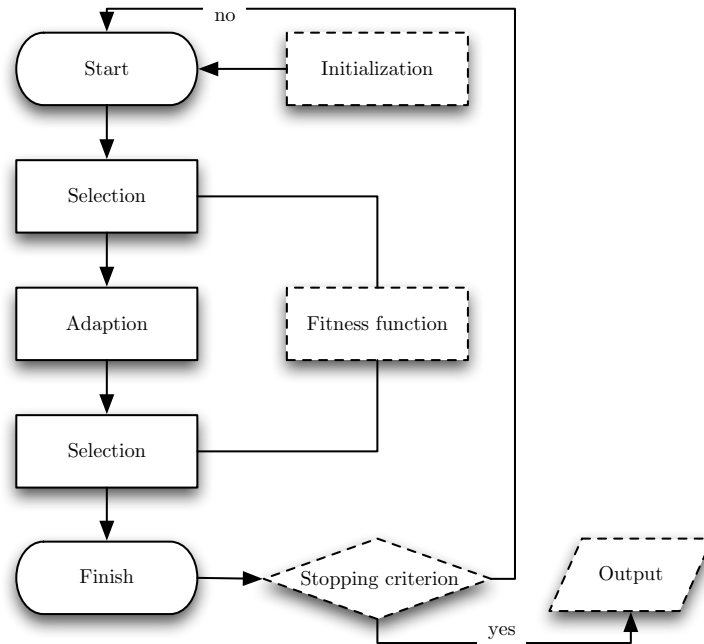 no
Start
Initialization
Selection
Adaption
Fitness function
Selection
Finish
Stopping criterion
Output
yes